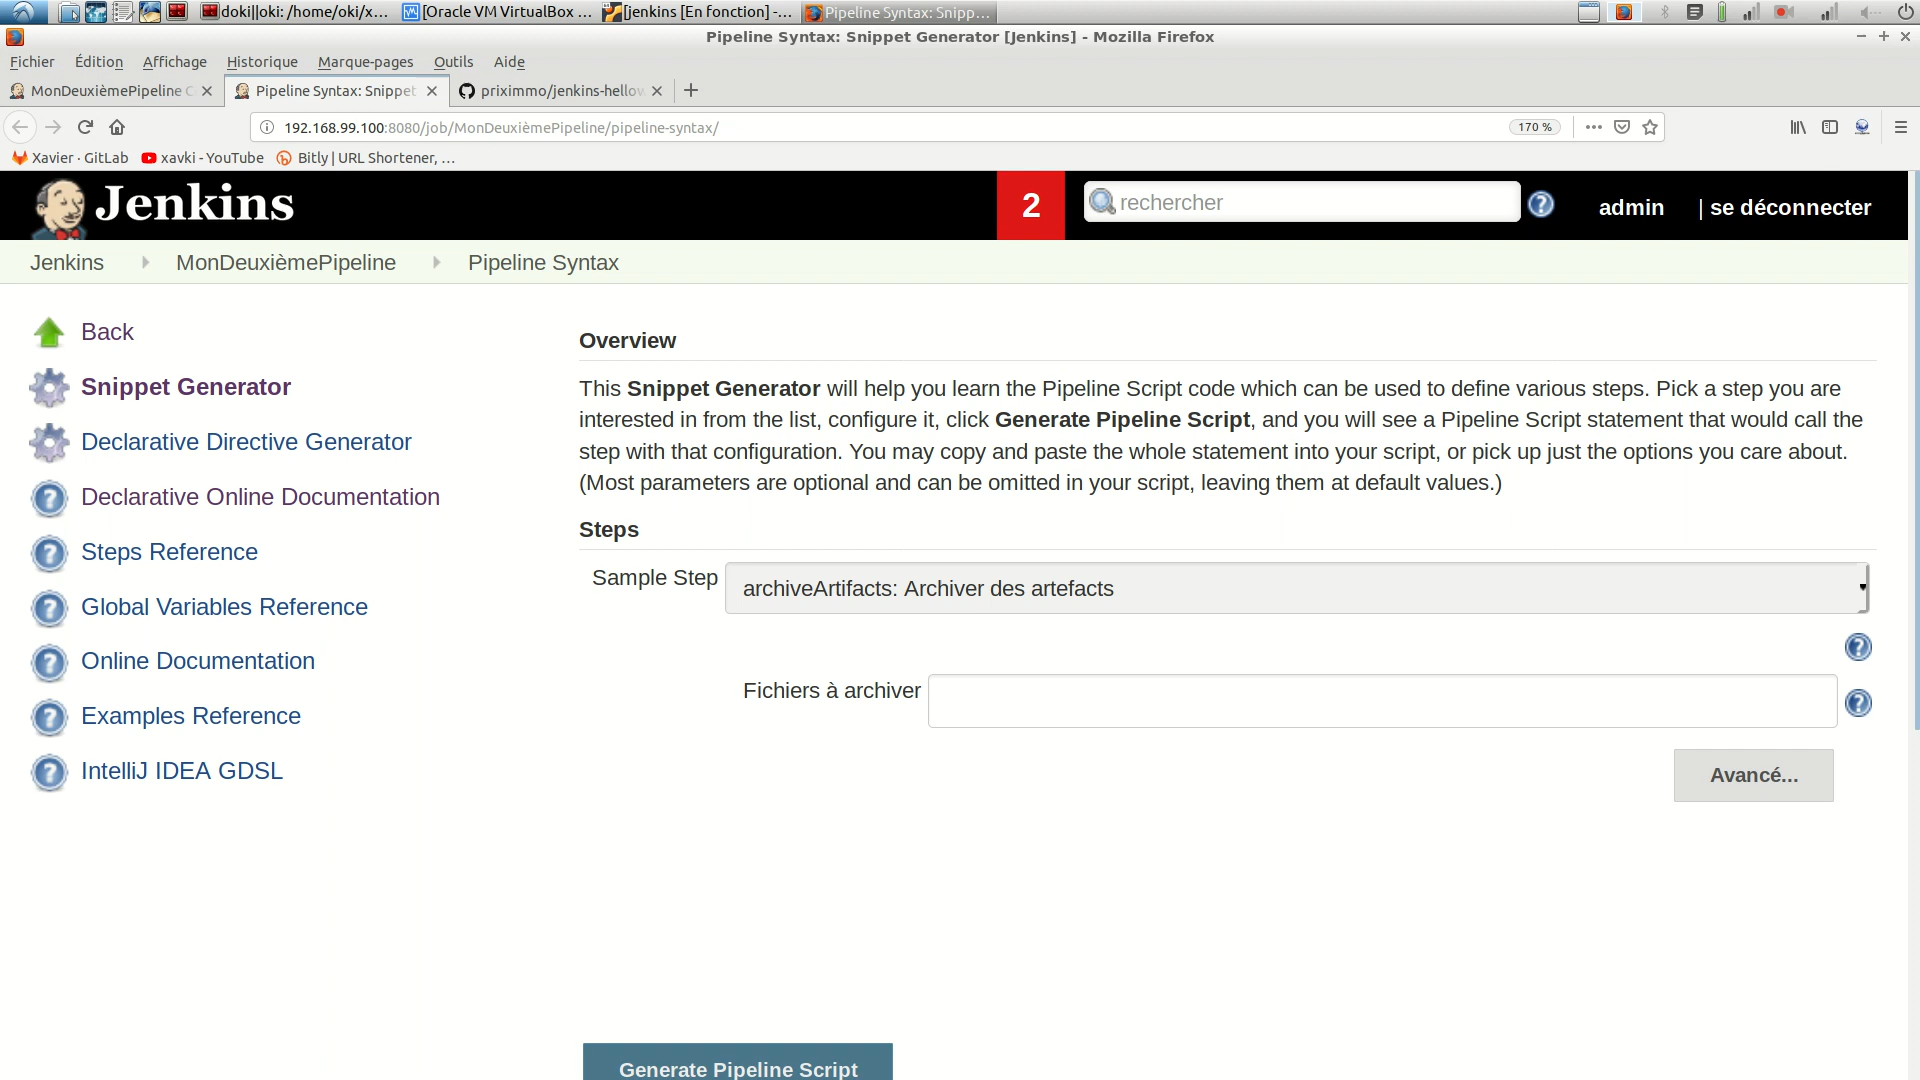 doki||oki: /home/oki/x...
[Oracle VM VirtualBox ...
[jenkins [En fonction] -...
Pipeline Syntax: Snipp...
Pipeline Syntax: Snippet Generator [Jenkins] - Mozilla Firefox
Fichier Édition Affichage Historique Marque-pages Outils Aide
MonDeuxièmePipeline C
Pipeline Syntax: Snippet
priximmo/jenkins-hellow
192.168.99.100:8080/job/MonDeuxièmePipeline/pipeline-syntax/
170 %
Xavier · GitLab
xavki - YouTube
Bitly | URL Shortener, ...
Jenkins
2
rechercher
admin
| se déconnecter
Jenkins
MonDeuxièmePipeline
Pipeline Syntax
Back
Snippet Generator
Declarative Directive Generator
Declarative Online Documentation
Steps Reference
Global Variables Reference
Online Documentation
Examples Reference
IntelliJ IDEA GDSL
Overview
This Snippet Generator will help you learn the Pipeline Script code which can be used to define various steps. Pick a step you are
interested in from the list, configure it, click Generate Pipeline Script, and you will see a Pipeline Script statement that would call the
step with that configuration. You may copy and paste the whole statement into your script, or pick up just the options you care about.
(Most parameters are optional and can be omitted in your script, leaving them at default values.)
Steps
Sample Step
archiveArtifacts: Archiver des artefacts
Fichiers à archiver
Avancé...
Generate Pipeline Script